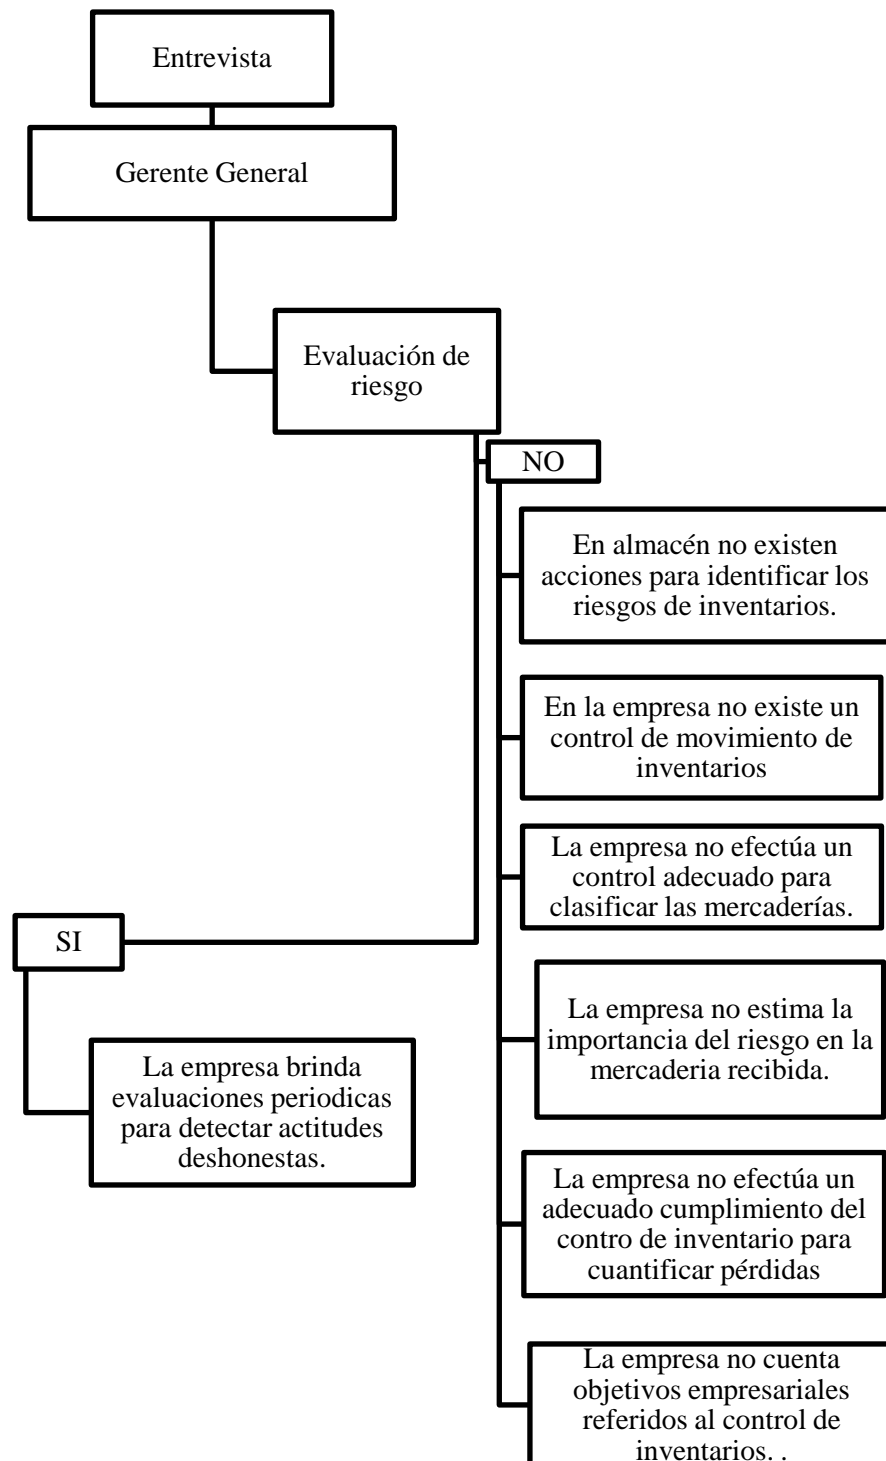 Entrevista
Gerente General
Evaluación de
riesgo
NO
En almacén no existen
acciones para identificar los
riesgos de inventarios.
En la empresa no existe un
control de movimiento de
inventarios
La empresa no efectúa un
control adecuado para
clasificar las mercaderías.
SI
La empresa no estima la
importancia del riesgo en la
mercaderia recibida.
La empresa brinda
evaluaciones periodicas
para detectar actitudes
deshonestas.
La empresa no efectúa un
adecuado cumplimiento del
contro de inventario para
cuantificar pérdidas
La empresa no cuenta
objetivos empresariales
referidos al control de
inventarios. .